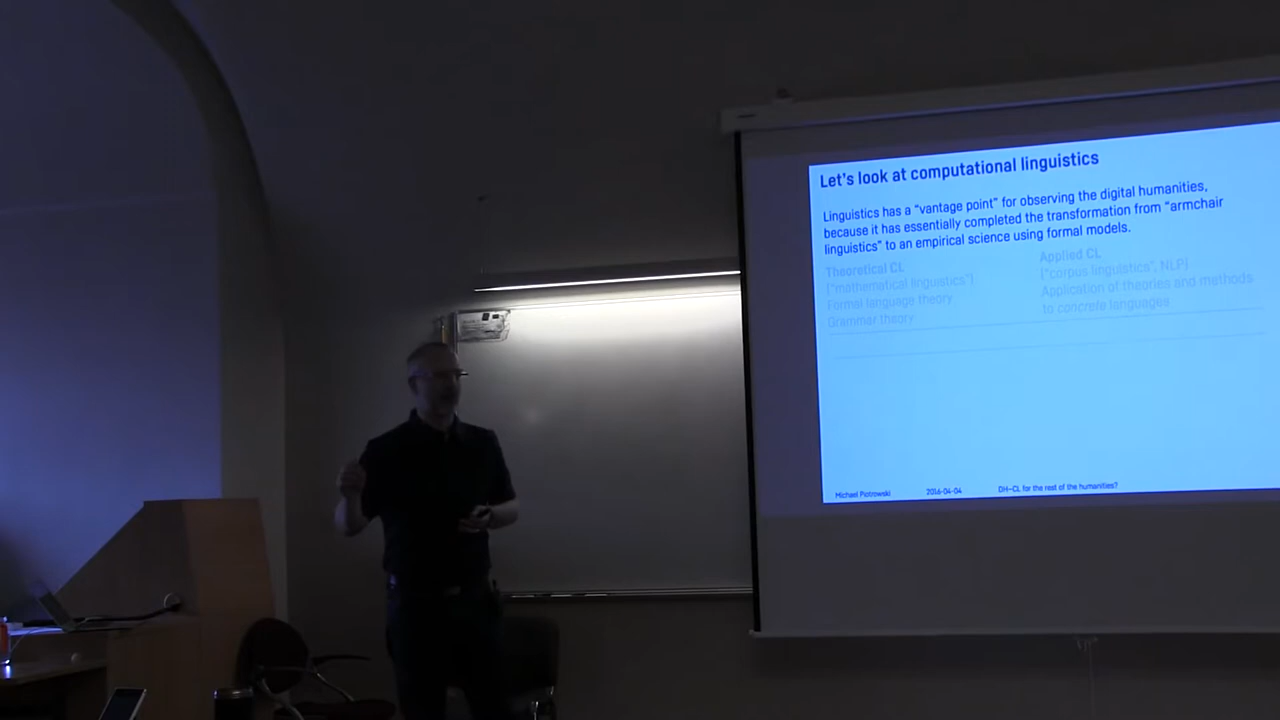 Let's look at computational linguistics
Linguistics has a "vantage point" for observing the digital humanities,
because it has essentially completed the transformation from "armchair
linguistics" to an empirical science using formal models.
Theoretical CL
("mathematical linguistics")
Formal language theory
Grammar theory
Applied CL
("corpus linguistics", NLP)
Application of theories and methods
to concrete languages
Michael Piotrowski 2016-04-04 DH–CL for the rest of the humanities?